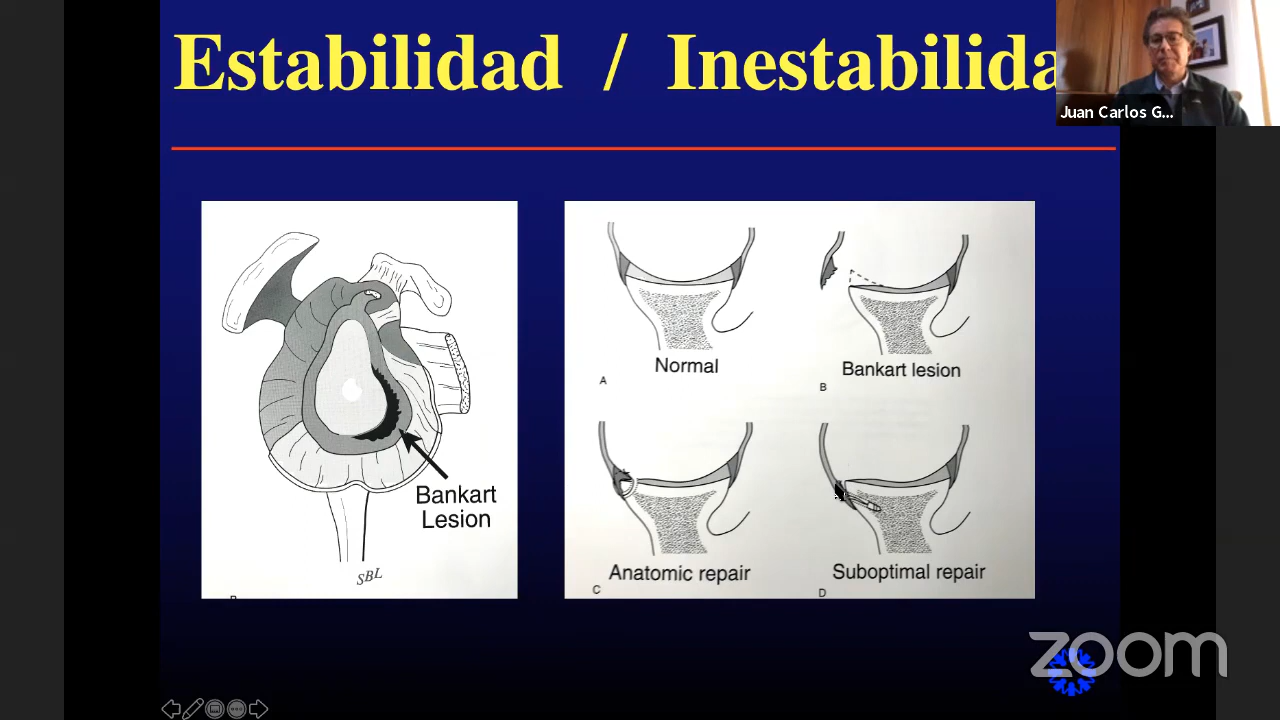 Estabilidad / Inestabilida
Juan Carlos G...
Bankart
Lesion
SBL
Normal
A
Bankart lesion
B
Anatomic repair
C
Suboptimal repair
D
zoom